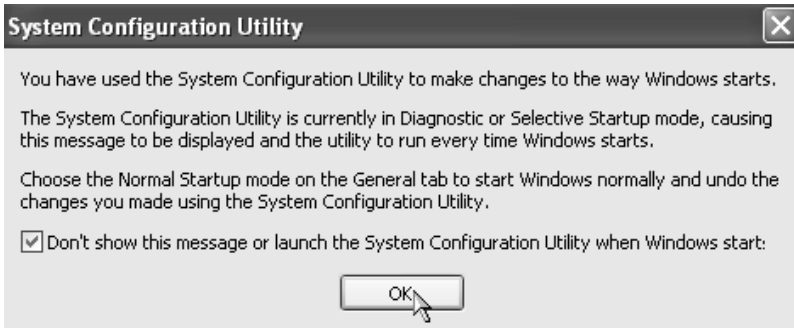 System Configuration Utility
You have used the System Configuration Utility to make changes to the way Windows starts.
The System Configuration Utility is currently in Diagnostic or Selective Startup mode, causing
this message to be displayed and the utility to run every time Windows starts.
Choose the Normal Startup mode on the General tab to start Windows normally and undo the
changes you made using the System Configuration Utility.
Don't show this message or launch the System Configuration Utility when Windows start:
OK